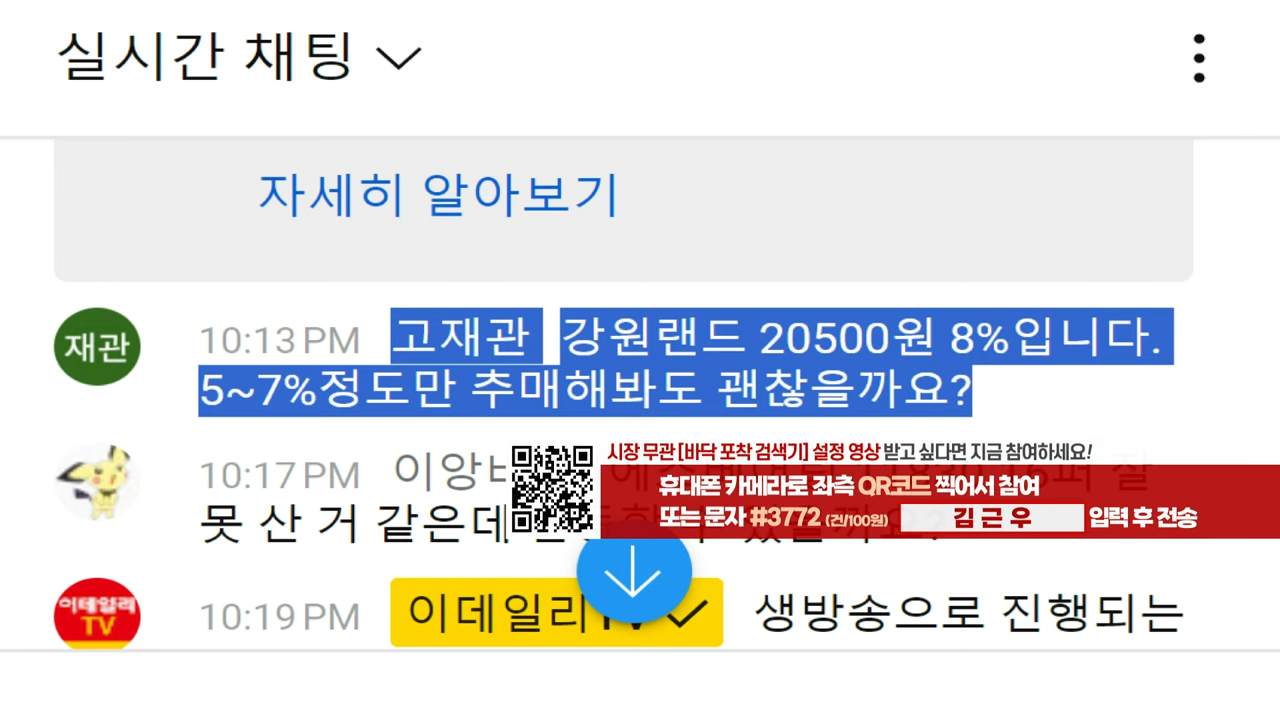 실시간 채팅
자세히 알아보기
재관
10:13 PM 고재관 강원랜드 20500원 8%입니다.
5~7%정도만 추매해봐도 괜찮을까요?
10:17 PM 이앙
못 산 거 같은데
시장 무관 [바닥 포착 검색기] 설정 영상 받고 싶다면 지금 참여하세요!
휴대폰 카메라로 좌측 QR코드 찍어서 참여
또는 문자 #3772 (건/100원) 김근우 입력 후 전송
이데일리
TV
10:19 PM 이데일리TV 생방송으로 진행되는